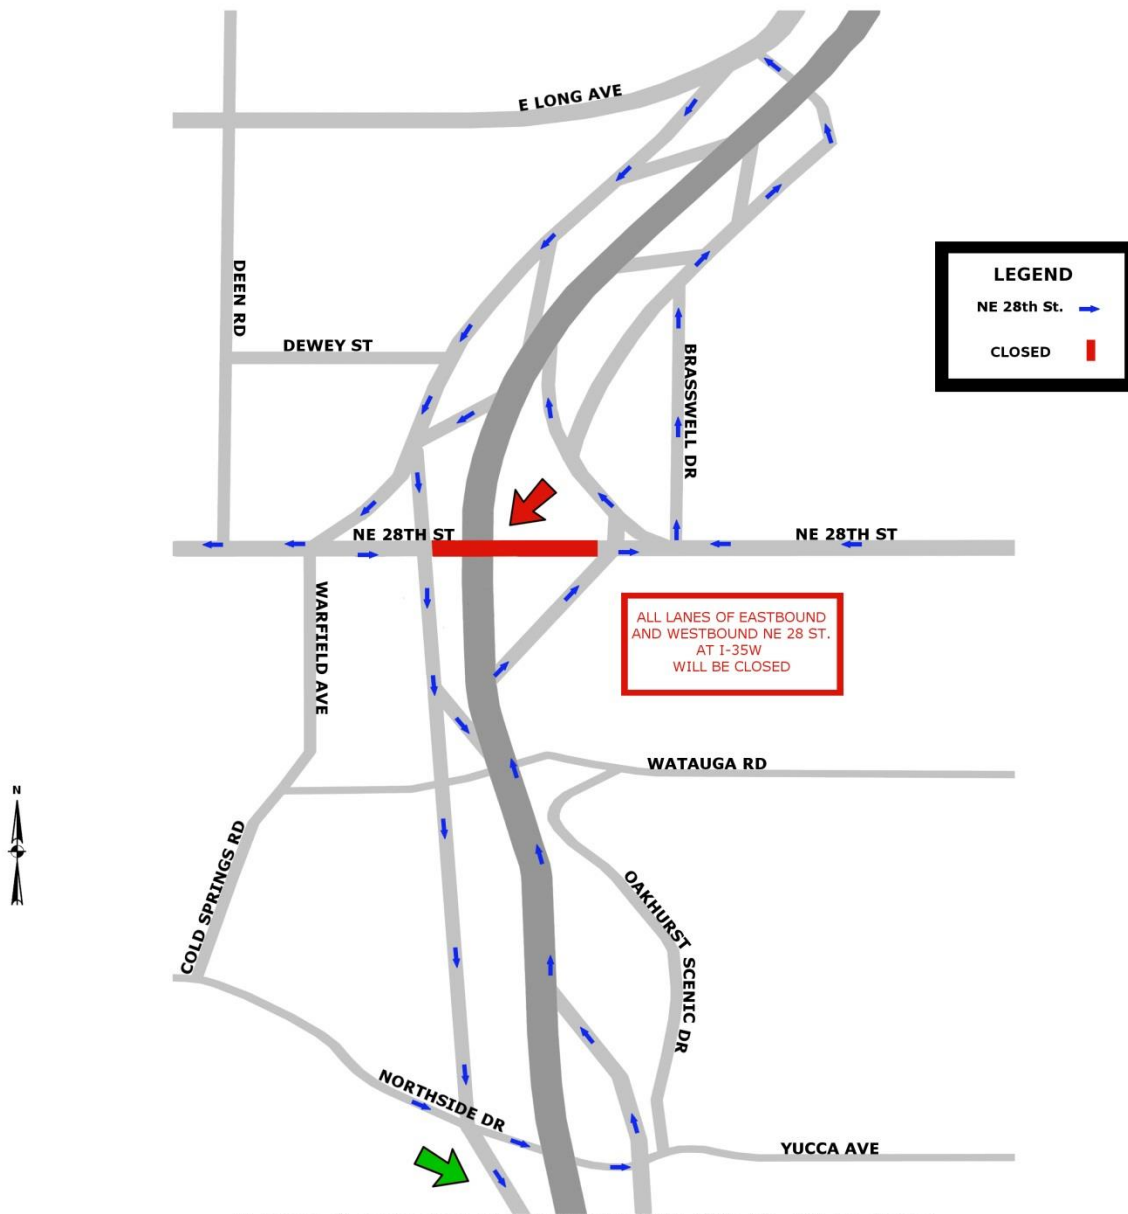 E LONG AVE
DEEN RD
LEGEND
NE 28th St.
CLOSED
DEWEY ST
BRASSWELL DR
NE 28TH ST
NE 28TH ST
WARFIELD AVE
ALL LANES OF EASTBOUND
AND WESTBOUND NE 28 ST.
AT I-35W
WILL BE CLOSED
WATAUGA RD
N
COLD SPRINGS RD
OAKHURST SCENIC DR
NORTHSIDE DR
YUCCA AVE